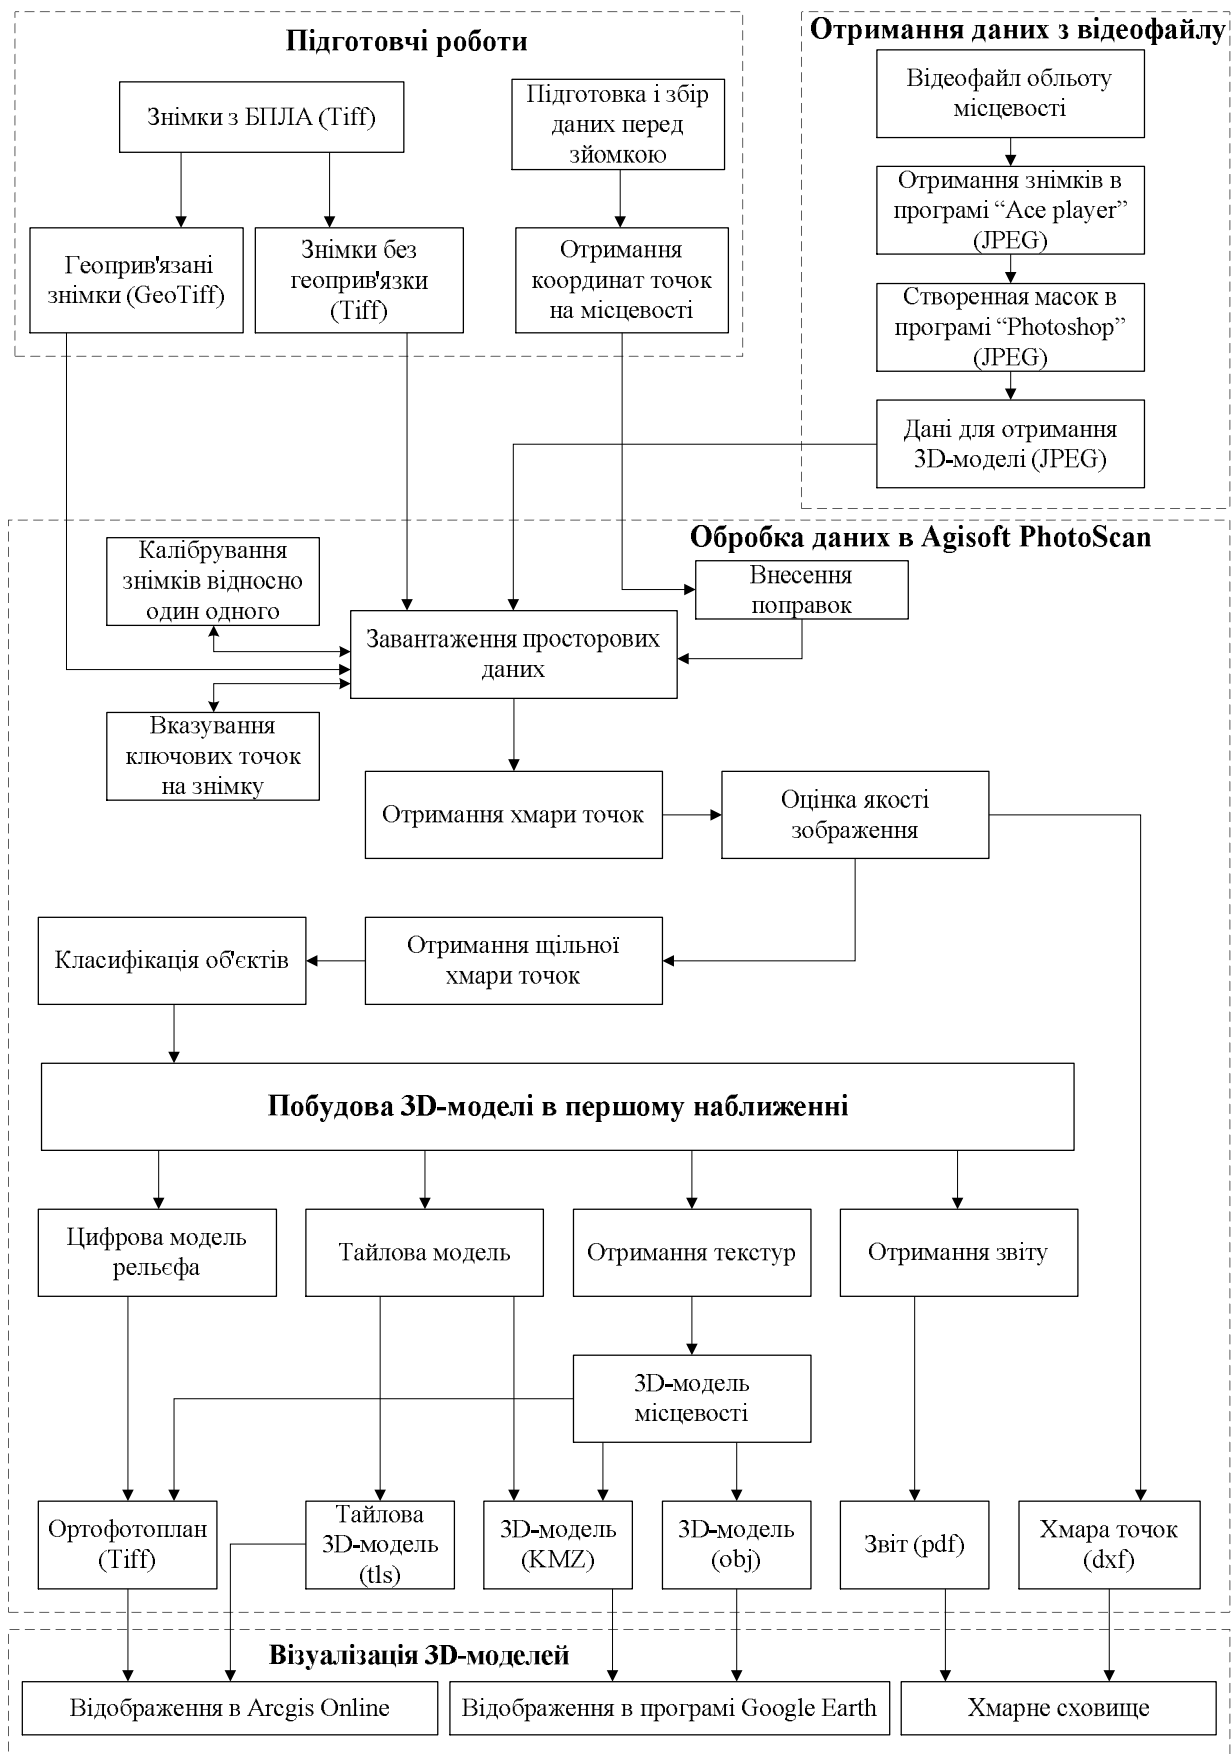 Підготовчі роботи
Знімки з БПЛА (Tiff)
Підготовка і збір
даних перед
зйомкою
Геоприв'язані
знімки (GeoTiff)
Знімки без
геоприв'язки
(Tiff)
Отримання
координат точок
на місцевості
Отримання даних з відеофайлу
Відеофайл обльоту
місцевості
Отримання знімків в
програмі “Ace player”
(JPEG)
Створенная масок в
програмі “Photoshop”
(JPEG)
Дані для отримання
3D-моделі (JPEG)
Обробка даних в Agisoft PhotoScan
Калібрування
знімків відносно
один одного
Внесення
поправок
Завантаження просторових
даних
Вказування
ключових точок
на знімку
Отримання хмари точок
Оцінка якості
зображення
Класифікація об'єктів
Отримання щільної
хмари точок
Побудова 3D-моделі в першому наближенні
Цифрова модель
рельєфа
Тайлова модель
Отримання текстур
Отримання звіту
3D-модель
місцевості
Ортофотоплан
(Tiff)
Тайлова
3D-модель
(tls)
3D-модель
(KMZ)
3D-модель
(obj)
Звіт (pdf)
Хмара точок
(dxf)
Візуалізація 3D-моделей
Відображення в Arcgis Online
Відображення в програмі Google Earth
Хмарне сховище